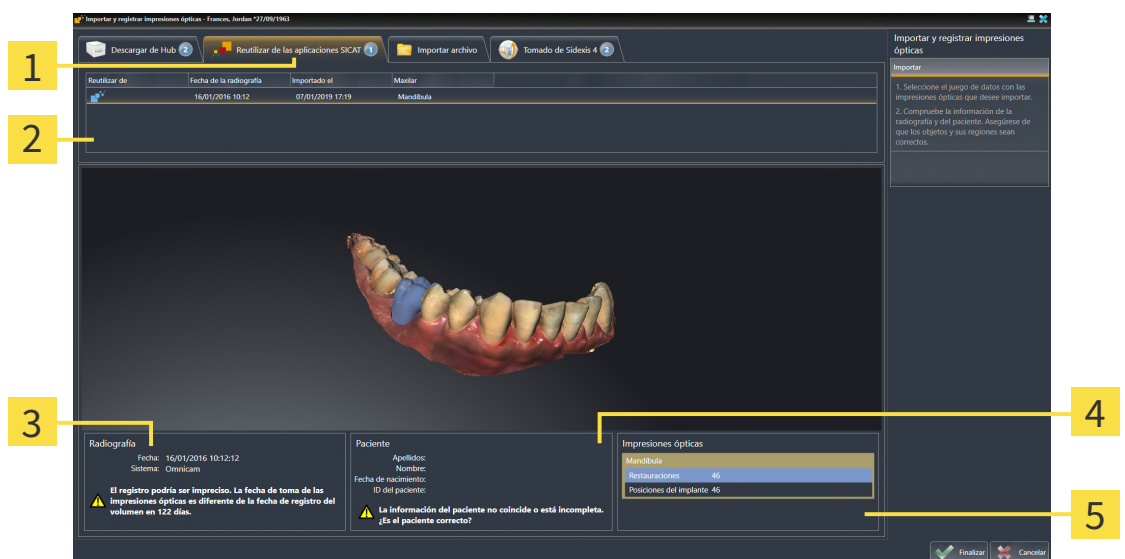 Importar y registrar impresiones ópticas - Frances, Jordan *27/09/1963
Descargar de Hub 2
Reutilizar de las aplicaciones SICAT 1
Importar archivo
Tomado de Sidexis 4 2
Importar y registrar impresiones
ópticas
Importar
1. Seleccione el juego de datos con las
impresiones ópticas que desee importar.
2. Compruebe la información de la
radiografía y del paciente. Asegúrese de
que los objetos y sus regiones sean
correctos.
1
Reutilizar de Fecha de la radiografía Importado el Maxilar
16/01/2016 10:12 07/01/2019 17:19 Mandíbula
2
3
Radiografía
Fecha: 16/01/2016 10:12:12
Sistema: Omnicam
El registro podría ser impreciso. La fecha de toma de las
impresiones ópticas es diferente de la fecha de registro del
volumen en 122 días.
Paciente
Apellidos:
Nombre:
Fecha de nacimiento:
ID del paciente:
La información del paciente no coincide o está incompleta.
¿Es el paciente correcto?
4
Impresiones ópticas
Mandíbula
Restauraciones 46
Posiciones del implante 46
5
Finalizar
Cancelar